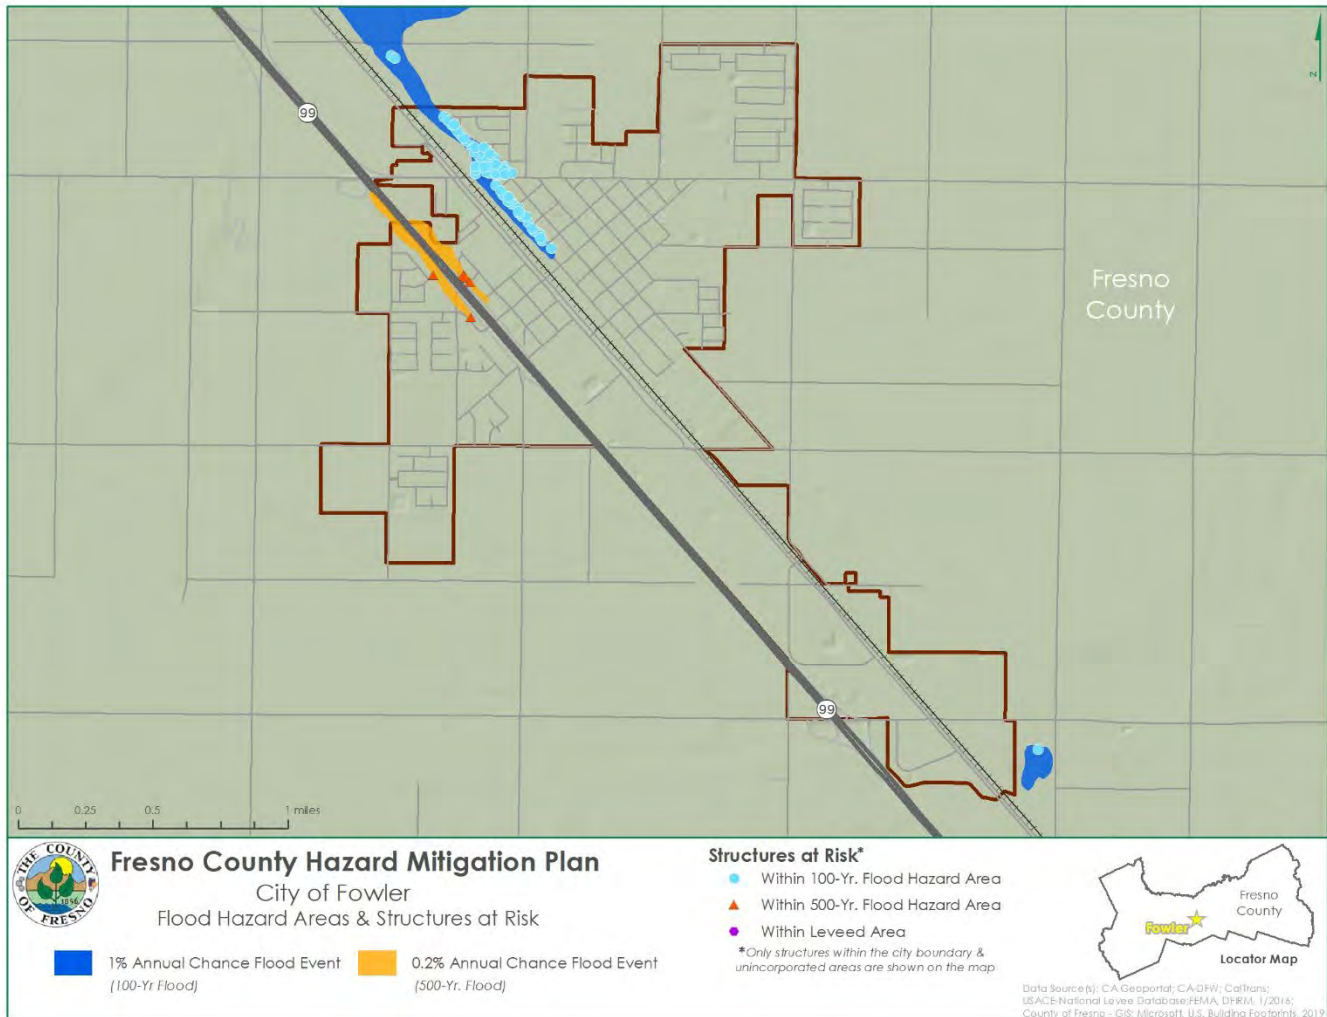 N
99
Fresno
County
99
0
0.25
0.5
1 miles
THE COUNTY
OF FRESNO
1856
Fresno County Hazard Mitigation Plan
City of Fowler
Flood Hazard Areas & Structures at Risk
1% Annual Chance Flood Event
(100-Yr Flood)
0.2% Annual Chance Flood Event
(500-Yr. Flood)
Structures at Risk*
Within 100-Yr. Flood Hazard Area
Within 500-Yr. Flood Hazard Area
Within Leveed Area
*Only structures within the city boundary &
unincorporated areas are shown on the map
Fresno
County
Fowler
Locator Map
Data Source(s): CA Geoportal; CA-DFW; CalTrans;
USACE-National Levee Database;FEMA, DFIRM, 1/2016;
County of Fresno - GIS; Microsoft, U.S. Building Footprints, 2019